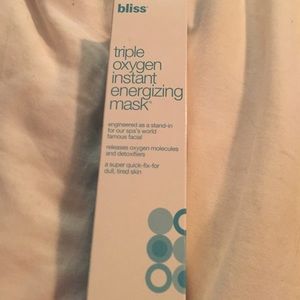 bliss
triple
oxygen
instant
energizing
mask
engineered as a stand-in
for our spa's world
famous facial
releases oxygen molecules
and detoxifiers
a super quick-fix-for
dull, tired skin